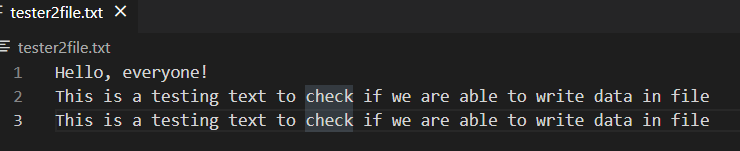 tester2file.txt
tester2file.txt
1 Hello, everyone!
2 This is a testing text to check if we are able to write data in file
3 This is a testing text to check if we are able to write data in file